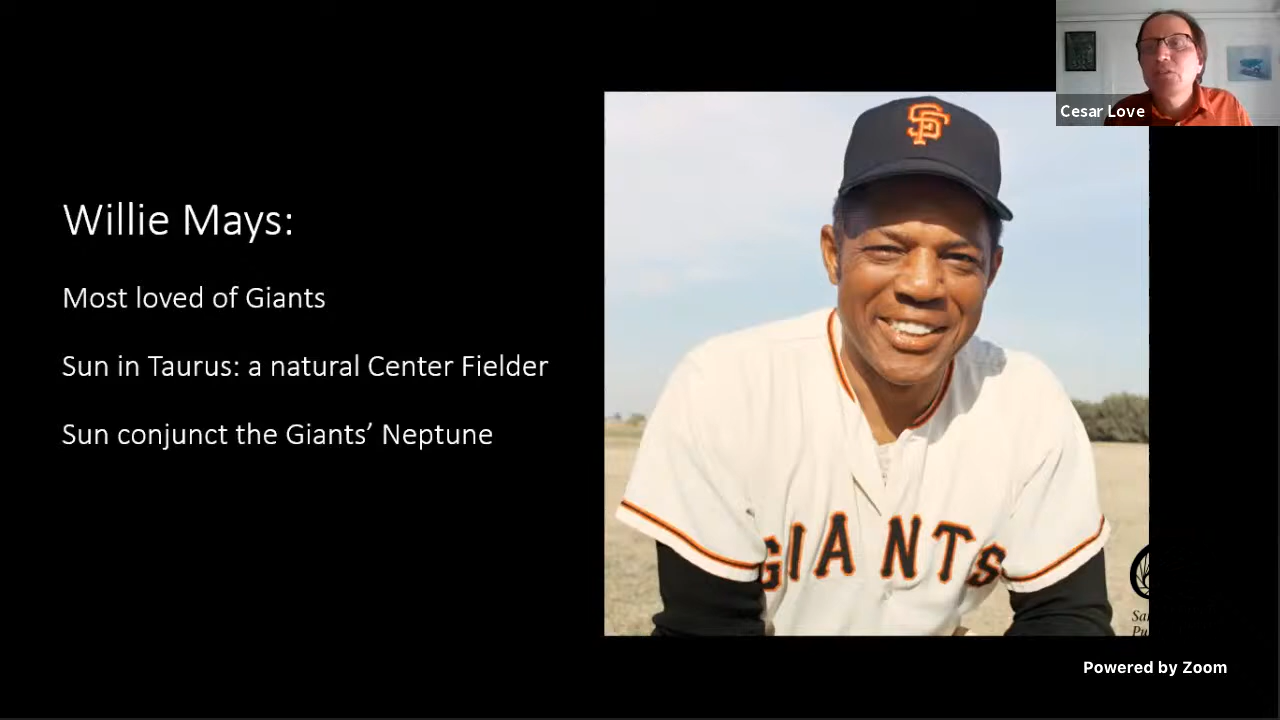 Cesar Love
SF
Willie Mays:
Most loved of Giants
Sun in Taurus: a natural Center Fielder
Sun conjunct the Giants’ Neptune
GIANTS
Powered by Zoom